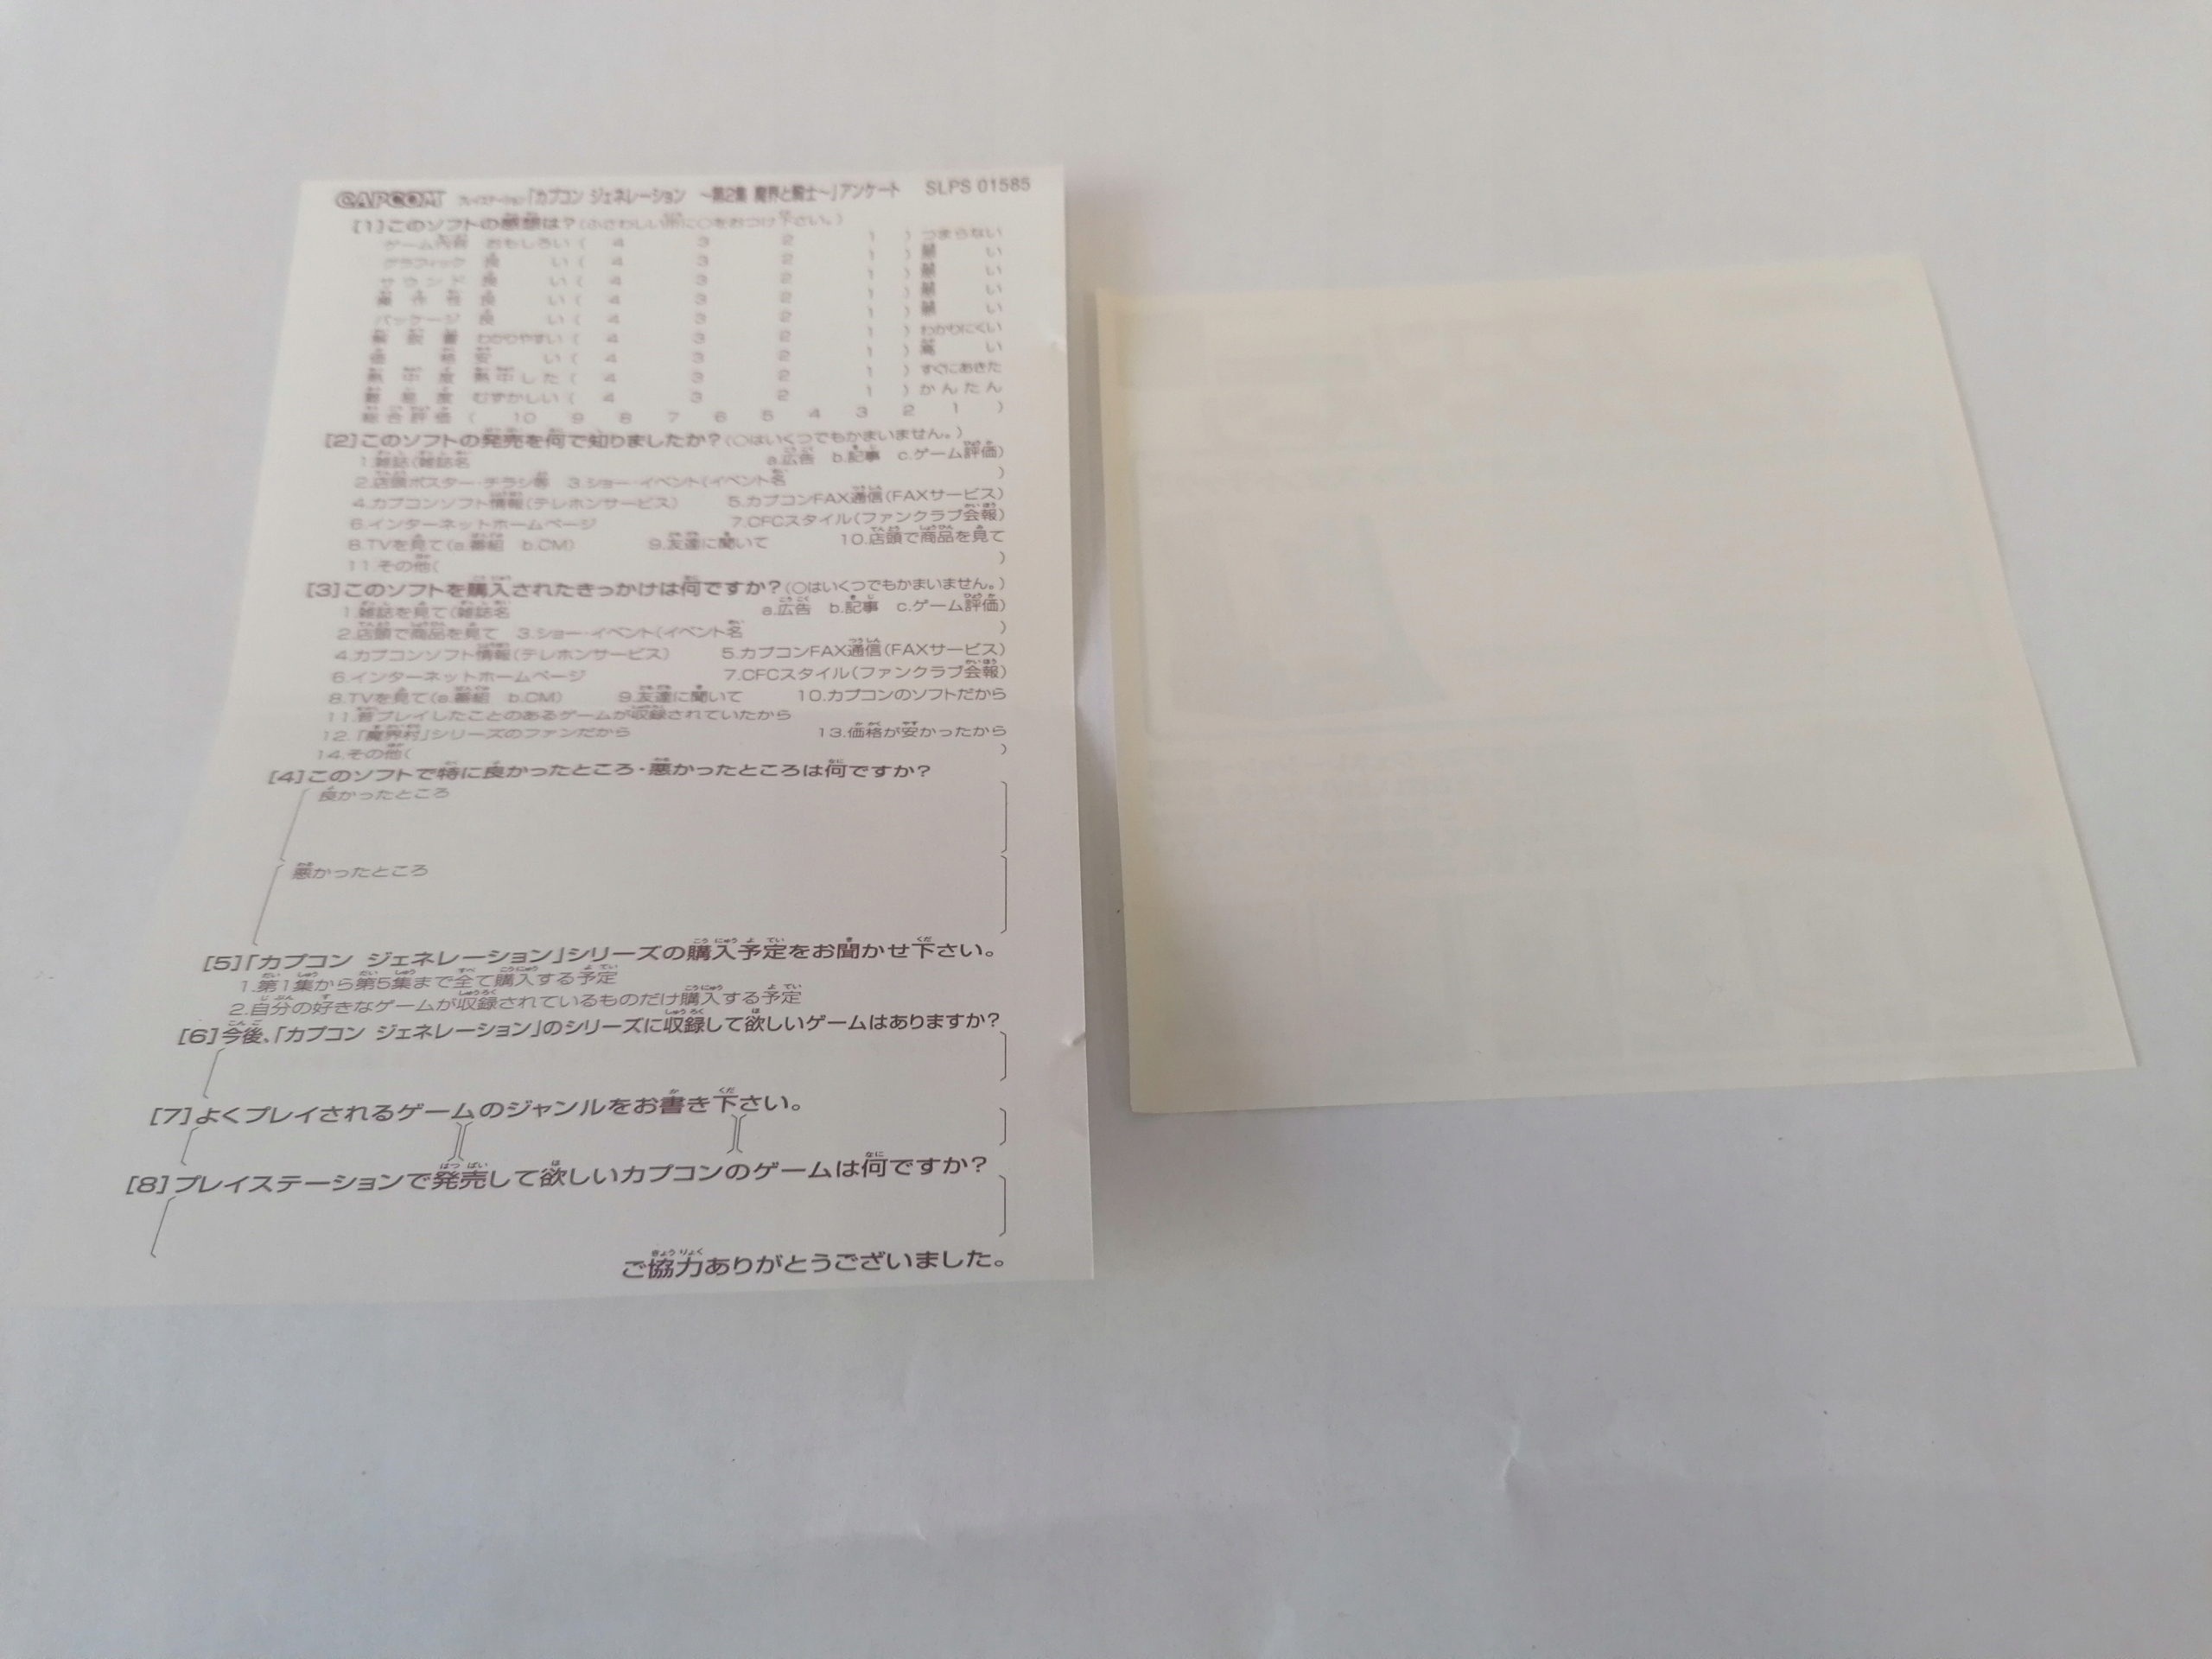 CAPCOM プレイステーション「カプコン ジェネレーション ～第2集 魔界と騎士～」アンケート SLPS 01585
[1]このソフトの感想は?(ふさわしい所に○をおつけ下さい。)
ゲーム内容 おもしろい( 4 3 2 1 )つまらない
グラフィック 良い( 4 3 2 1 )悪い
サウンド 良い( 4 3 2 1 )悪い
操作性 良い( 4 3 2 1 )悪い
パッケージ 良い( 4 3 2 1 )悪い
解説書 わかりやすい( 4 3 2 1 )わかりにくい
価格 安い( 4 3 2 1 )高い
熱中度 熱中した( 4 3 2 1 )すぐにあきた
難易度 むずかしい( 4 3 2 1 )かんたん
総合評価( 10 9 8 7 6 5 4 3 2 1 )
[2]このソフトの発売を何で知りましたか?(○はいくつでもかまいません。)
1.雑誌(雑誌名 a.広告 b.記事 c.ゲーム評価)
2.店頭ポスター・チラシ等 3.ショー・イベント(イベント名 )
4.カプコンソフト情報(テレホンサービス) 5.カプコンFAX通信(FAXサービス)
6.インターネットホームページ 7.CFCスタイル(ファンクラブ会報)
8.TVを見て(a.番組 b.CM) 9.友達に聞いて 10.店頭で商品を見て
11.その他( )
[3]このソフトを購入されたきっかけは何ですか?(○はいくつでもかまいません。)
1.雑誌を見て(雑誌名 a.広告 b.記事 c.ゲーム評価)
2.店頭で商品を見て 3.ショー・イベント(イベント名 )
4.カプコンソフト情報(テレホンサービス) 5.カプコンFAX通信(FAXサービス)
6.インターネットホームページ 7.CFCスタイル(ファンクラブ会報)
8.TVを見て(a.番組 b.CM) 9.友達に聞いて 10.カプコンのソフトだから
11.昔プレイしたことのあるゲームが収録されていたから
12.「魔界村」シリーズのファンだから 13.価格が安かったから
14.その他( )
[4]このソフトで特に良かったところ・悪かったところは何ですか?
良かったところ
悪かったところ
[5]「カプコン ジェネレーション」シリーズの購入予定をお聞かせ下さい。
1.第1集から第5集まで全て購入する予定
2.自分の好きなゲームが収録されているものだけ購入する予定
[6]今後、「カプコン ジェネレーション」のシリーズに収録して欲しいゲームはありますか?
[7]よくプレイされるゲームのジャンルをお書き下さい。
[8]プレイステーションで発売して欲しいカプコンのゲームは何ですか?
ご協力ありがとうございました。